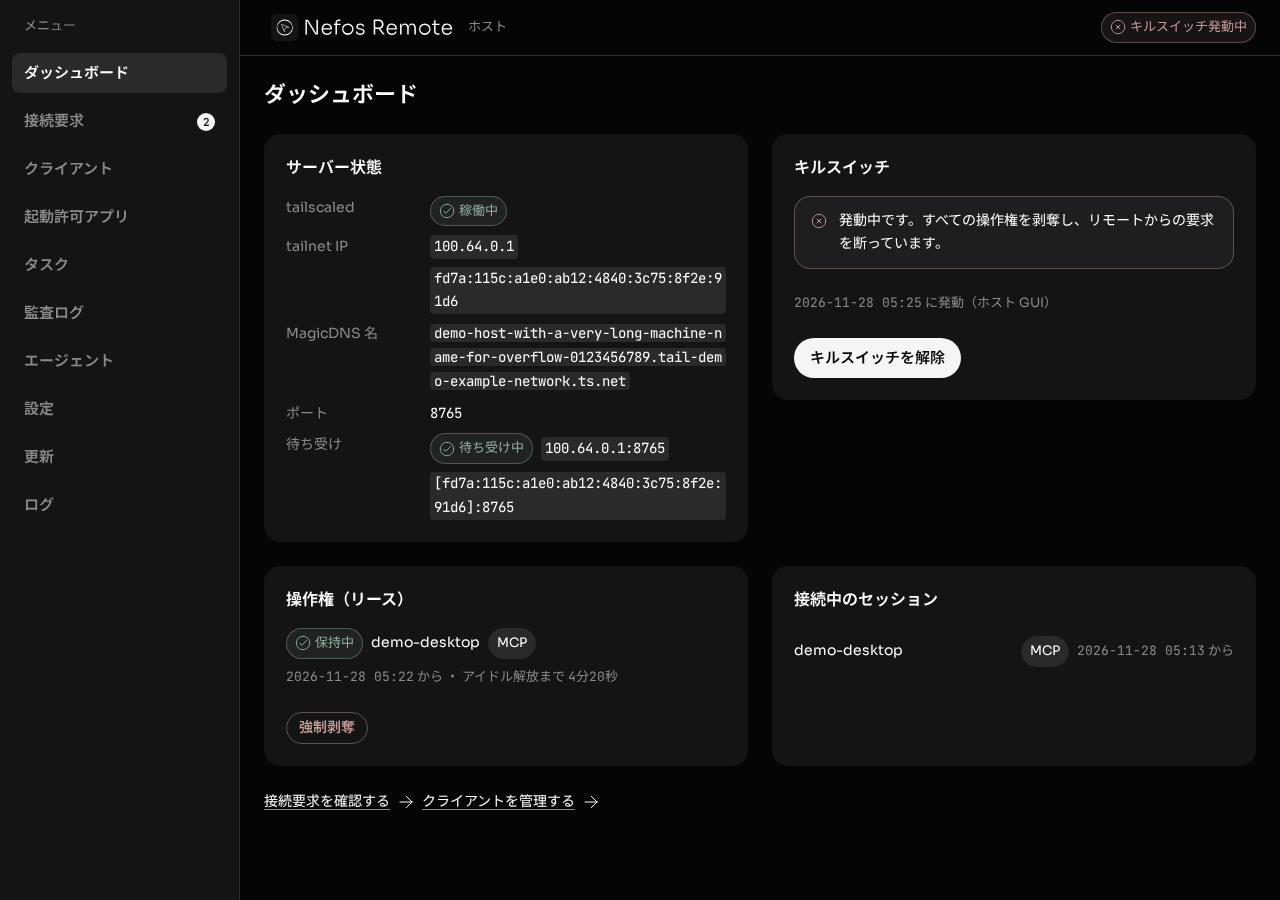 メニュー
ダッシュボード
接続要求 2
クライアント
起動許可アプリ
タスク
監査ログ
エージェント
設定
更新
ログ
Nefos Remote ホスト
キルスイッチ発動中
ダッシュボード
サーバー状態
tailscaled 稼働中
tailnet IP 100.64.0.1
fd7a:115c:a1e0:ab12:4840:3c75:8f2e:9
1d6
MagicDNS 名 demo-host-with-a-very-long-machine-n
ame-for-overflow-0123456789.tail-dem
o-example-network.ts.net
ポート 8765
待ち受け 待ち受け中 100.64.0.1:8765
[fd7a:115c:a1e0:ab12:4840:3c75:8f2e:
91d6]:8765
キルスイッチ
発動中です。すべての操作権を剥奪し、リモートからの要求
を断っています。
2026-11-28 05:25 に発動（ホスト GUI）
キルスイッチを解除
操作権（リース）
保持中 demo-desktop MCP
2026-11-28 05:22 から ・ アイドル解放まで 4分20秒
強制剥奪
接続中のセッション
demo-desktop MCP 2026-11-28 05:13 から
接続要求を確認する → クライアントを管理する →